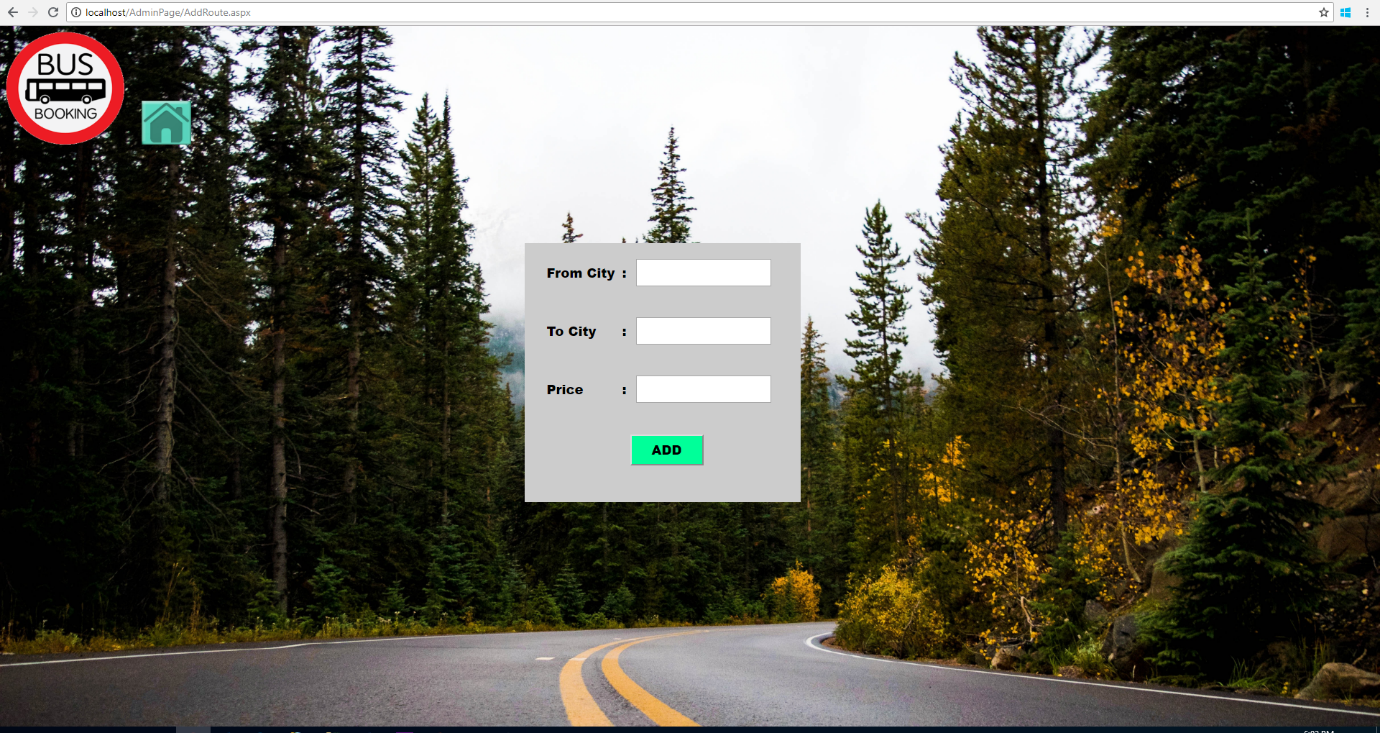 localhost/AdminPage/AddRoute.aspx
BUS
BOOKING
From City :
To City :
Price :
ADD